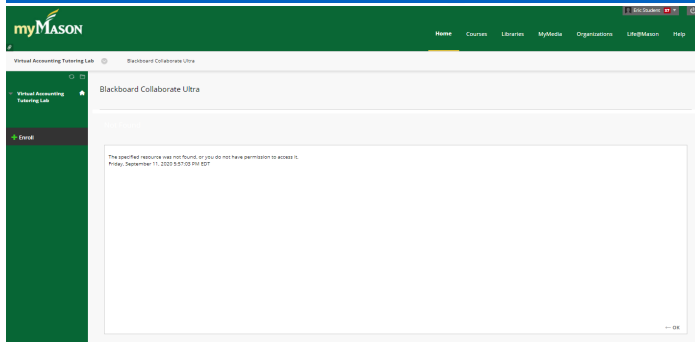 Eric Student 57
myMASON
Home Courses Libraries MyMedia Organizations Life@Mason Help
Virtual Accounting Tutoring Lab Blackboard Collaborate Ultra
Virtual Accounting
Tutoring Lab
Blackboard Collaborate Ultra
+ Enroll
The specified resource was not found, or you do not have permission to access it.
Friday, September 11, 2020 5:57:03 PM EDT
← OK